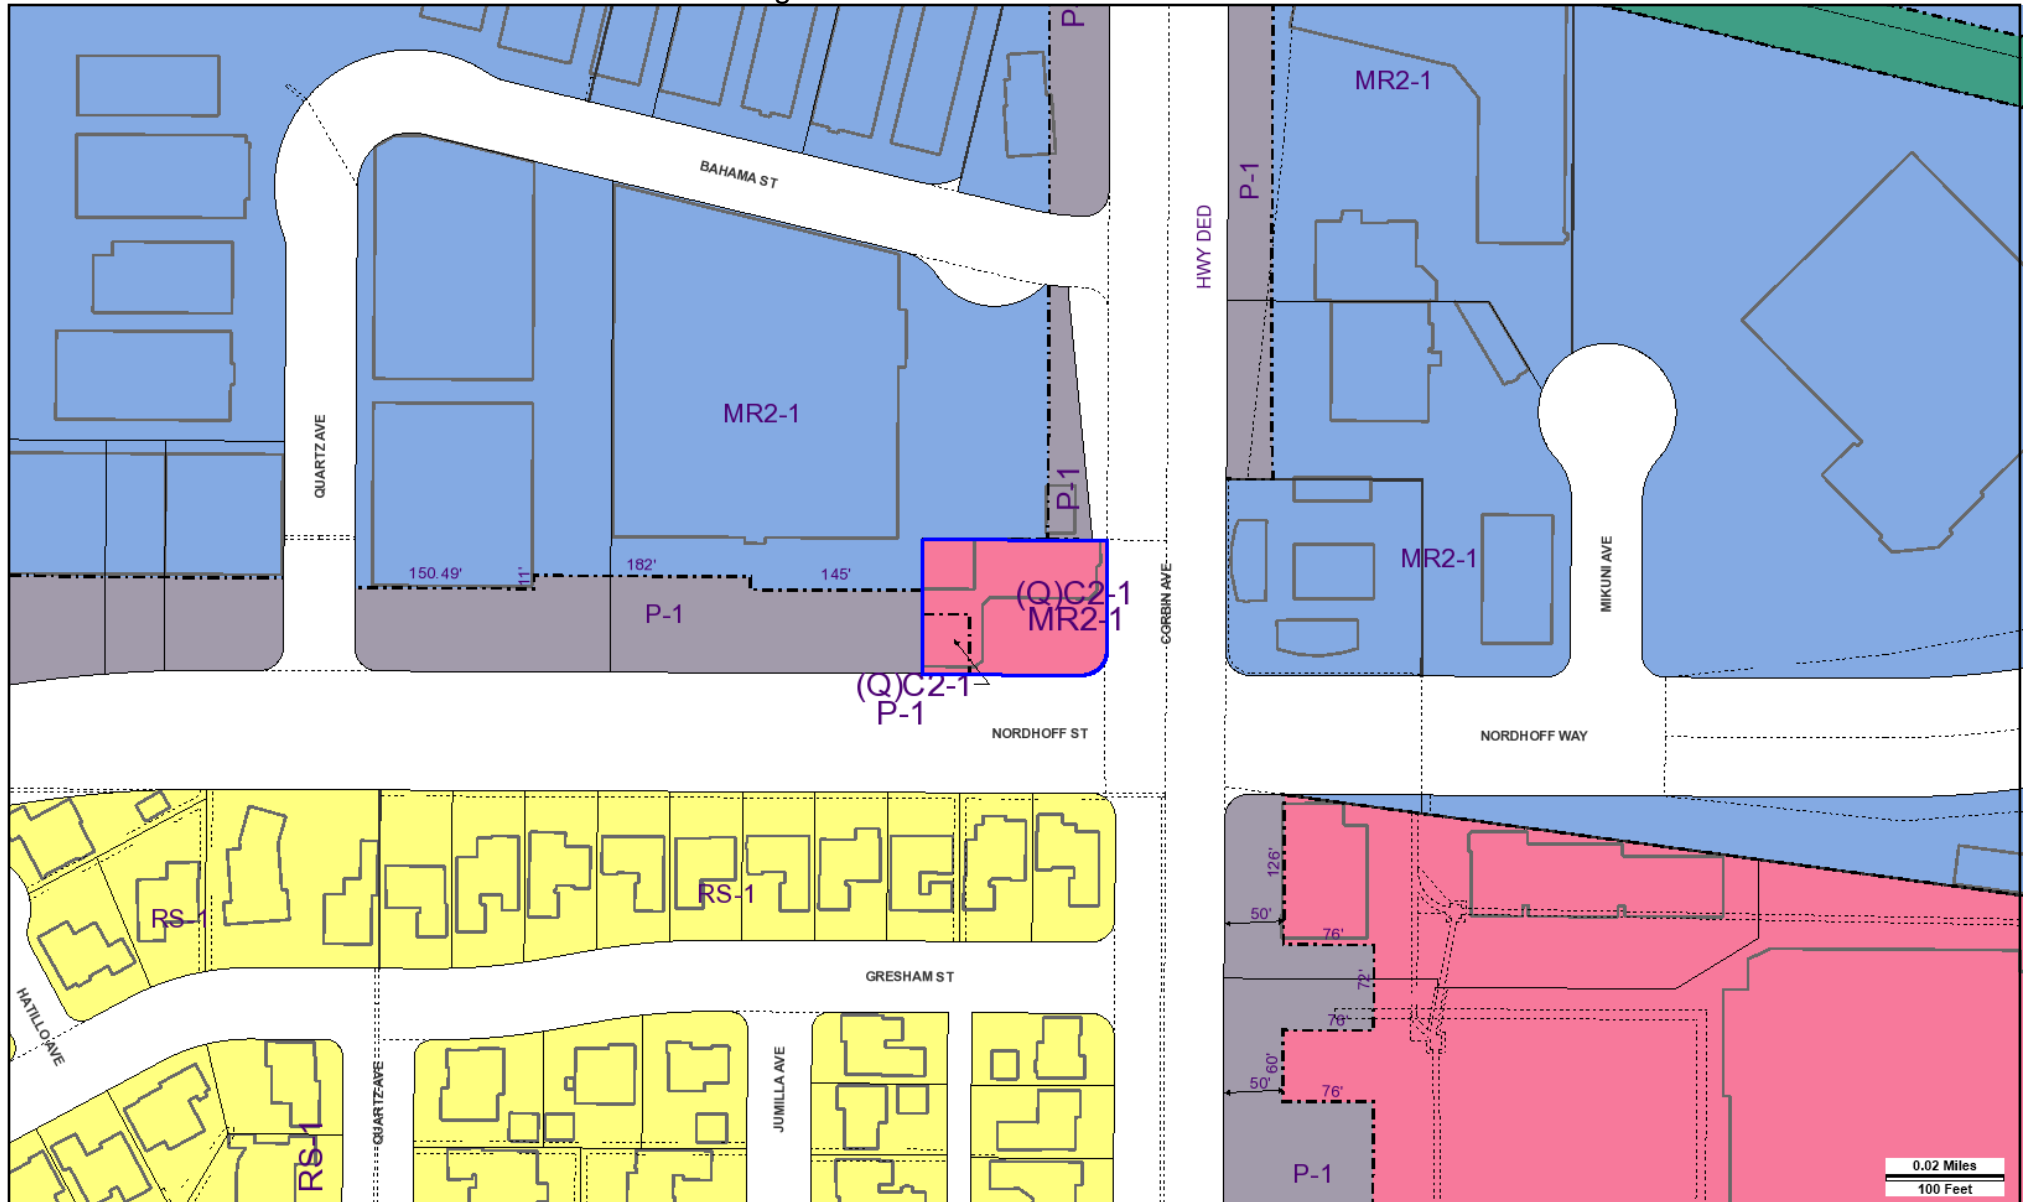 P
MR2-1
BAHAMA ST
P-1
HWY DED
MR2-1
QUARTZ AVE
P-1
150.49'
11'
182'
145'
P-1
(Q)C2-1
MR2-1
CORBIN AVE
MR2-1
MIKUNI AVE
(Q)C2-1
P-1
NORDHOFF ST
NORDHOFF WAY
RS-1
RS-1
126'
50'
76'
72'
76'
60'
50'
76'
GRESHAM ST
HATILLO AVE
QUARTZ AVE
JUMILLA AVE
RS-1
P-1
0.02 Miles
100 Feet